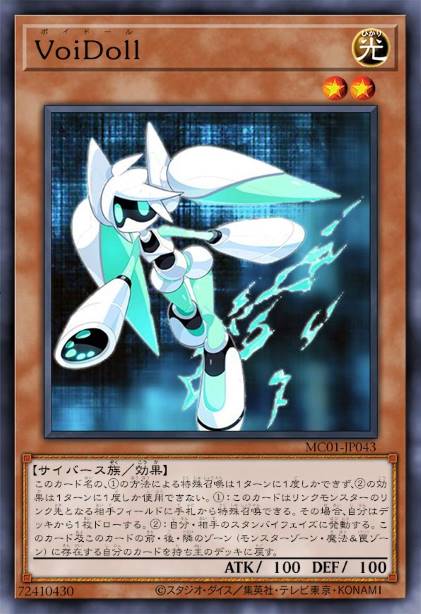 ボイドール
VoiDoll
ひかり
光
MC01-JP043
【サイバース族／効果】
このカード名の、①の方法による特殊召喚は1ターンに1度しかできず、②の効
果は1ターンに1度しか使用できない。①：このカードはリンクモンスターのリ
ンク先となる相手フィールドに手札から特殊召喚できる。その場合、自分はデ
ッキから1枚ドローする。②：自分・相手のスタンバイフェイズに発動する。こ
のカード及びこのカードの前・後・隣のゾーン（モンスターゾーン・魔法＆罠ゾー
ン）に存在する自分のカードを持ち主のデッキに戻す。
ATK/ 100 DEF/ 100
72410430
©スタジオ・ダイス／集英社・テレビ東京・KONAMI